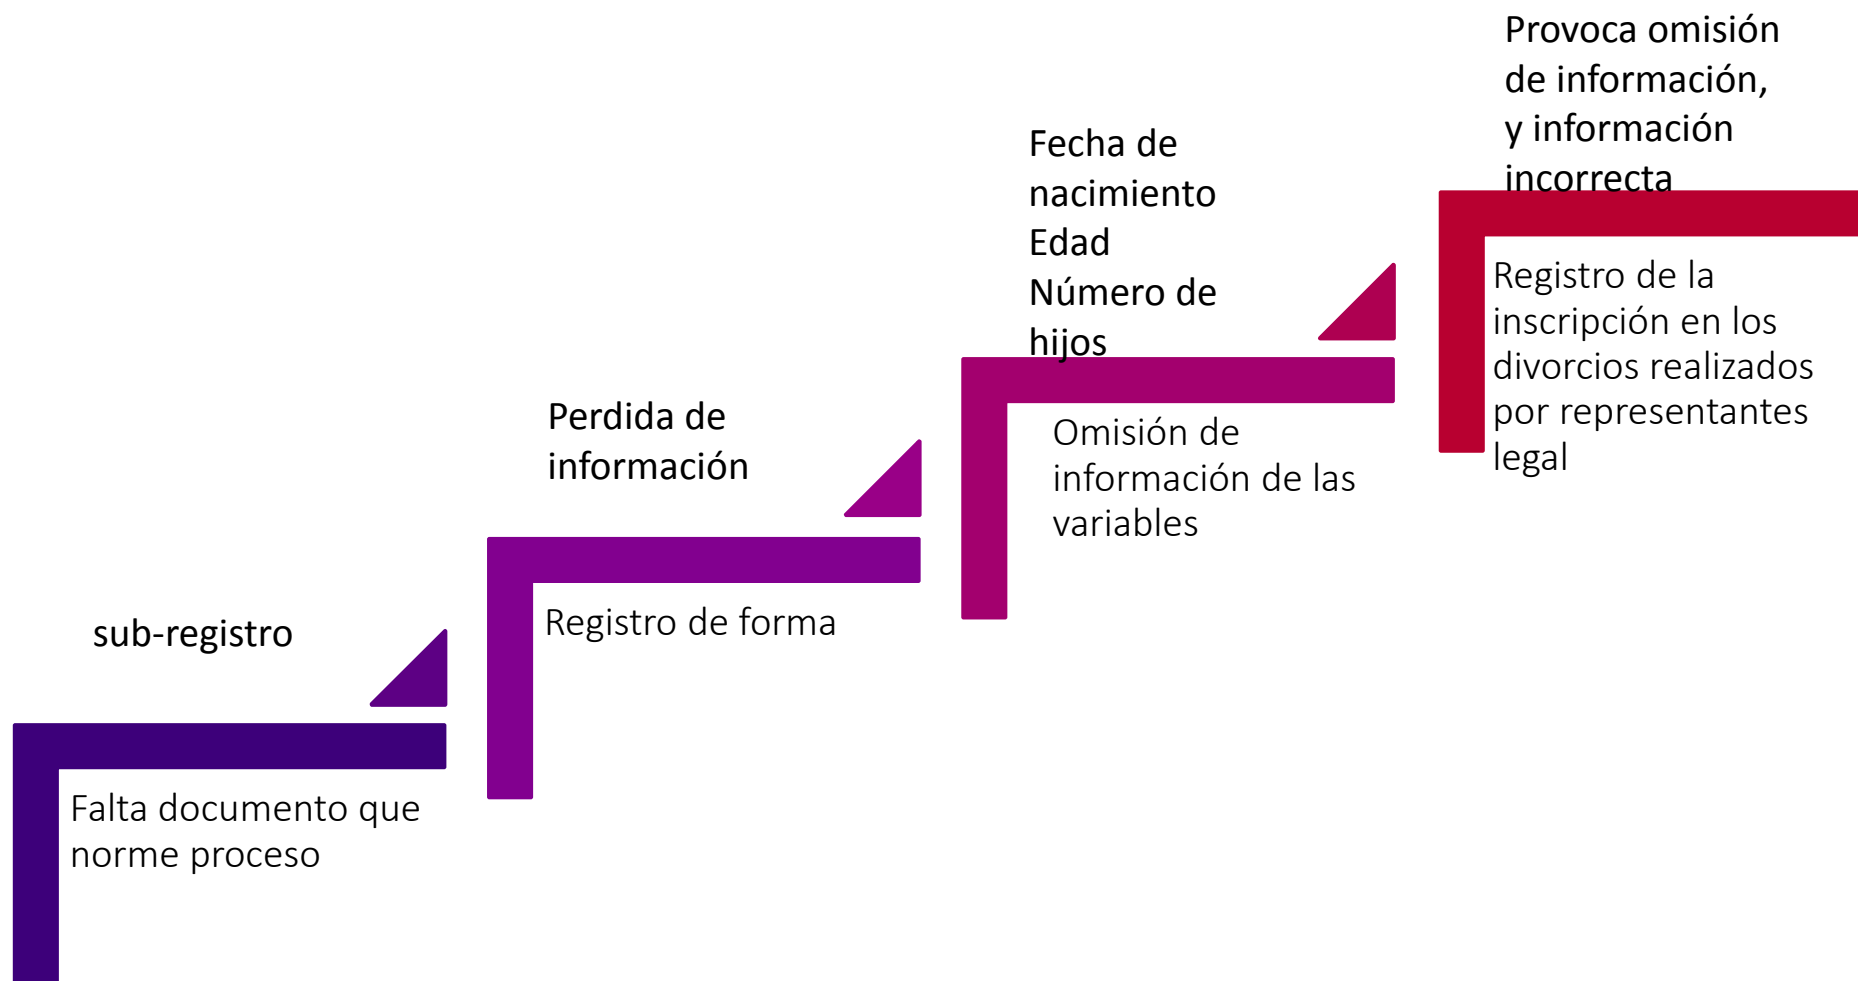 sub-registro
Falta documento que
norme proceso
Perdida de
información
Registro de forma
Fecha de
nacimiento
Edad
Número de
hijos
Omisión de
información de las
variables
Provoca omisión
de información,
y información
incorrecta
Registro de la
inscripción en los
divorcios realizados
por representantes
legal